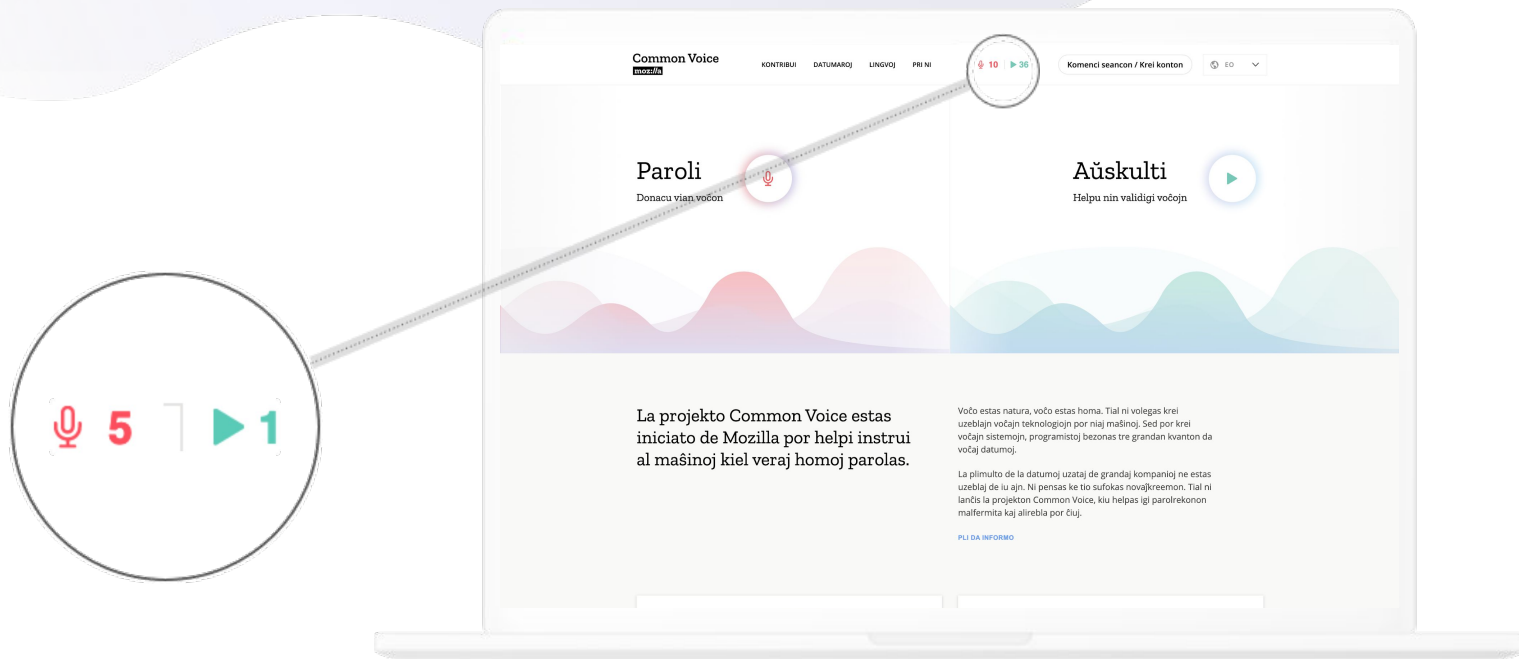 Common Voice
moz://a
KONTRIBUI DATUMAROJ LINGVOJ PRI NI
10 36
Komenci seancon / Krei konton
EO
Paroli
Donacu vian voĉon
Aŭskulti
Helpu nin validigi voĉojn
5 1
La projekto Common Voice estas
iniciato de Mozilla por helpi instrui
al maŝinoj kiel veraj homoj parolas.
Voĉo estas natura, voĉo estas homa. Tial ni volegas krei
uzeblajn voĉajn teknologiojn por niaj maŝinoj. Sed por krei
voĉajn sistemojn, programistoj bezonas tre grandan kvanton da
voĉaj datumoj.
La plimulto de la datumoj uzataj de grandaj kompanioj ne estas
uzeblaj de iu ajn. Ni pensas ke tio sufokas novaĵkreemon. Tial ni
lanĉis la projekton Common Voice, kiu helpas igi parolrekonon
malfermita kaj alirebla por ĉiuj.
PLI DA INFORMO